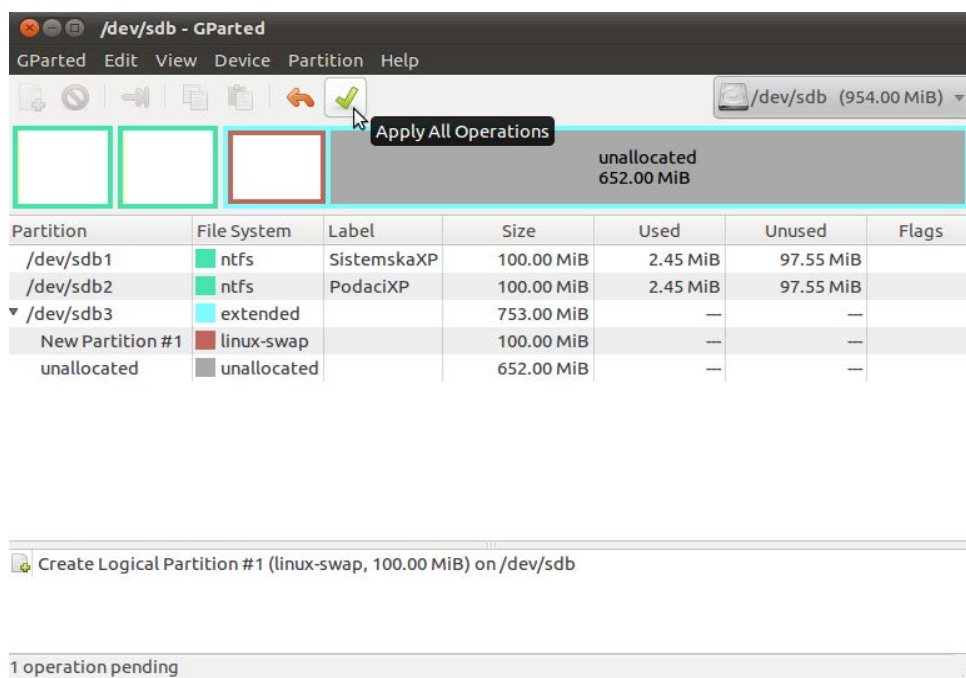 /dev/sdb - GParted
GParted Edit View Device Partition Help
/dev/sdb (954.00 MiB)
Apply All Operations
unallocated
652.00 MiB
Partition File System Label Size Used Unused Flags
/dev/sdb1 ntfs SistemskaXP 100.00 MiB 2.45 MiB 97.55 MiB
/dev/sdb2 ntfs PodaciXP 100.00 MiB 2.45 MiB 97.55 MiB
/dev/sdb3 extended 753.00 MiB --- ---
New Partition #1 linux-swap 100.00 MiB --- ---
unallocated unallocated 652.00 MiB --- ---
Create Logical Partition #1 (linux-swap, 100.00 MiB) on /dev/sdb
1 operation pending